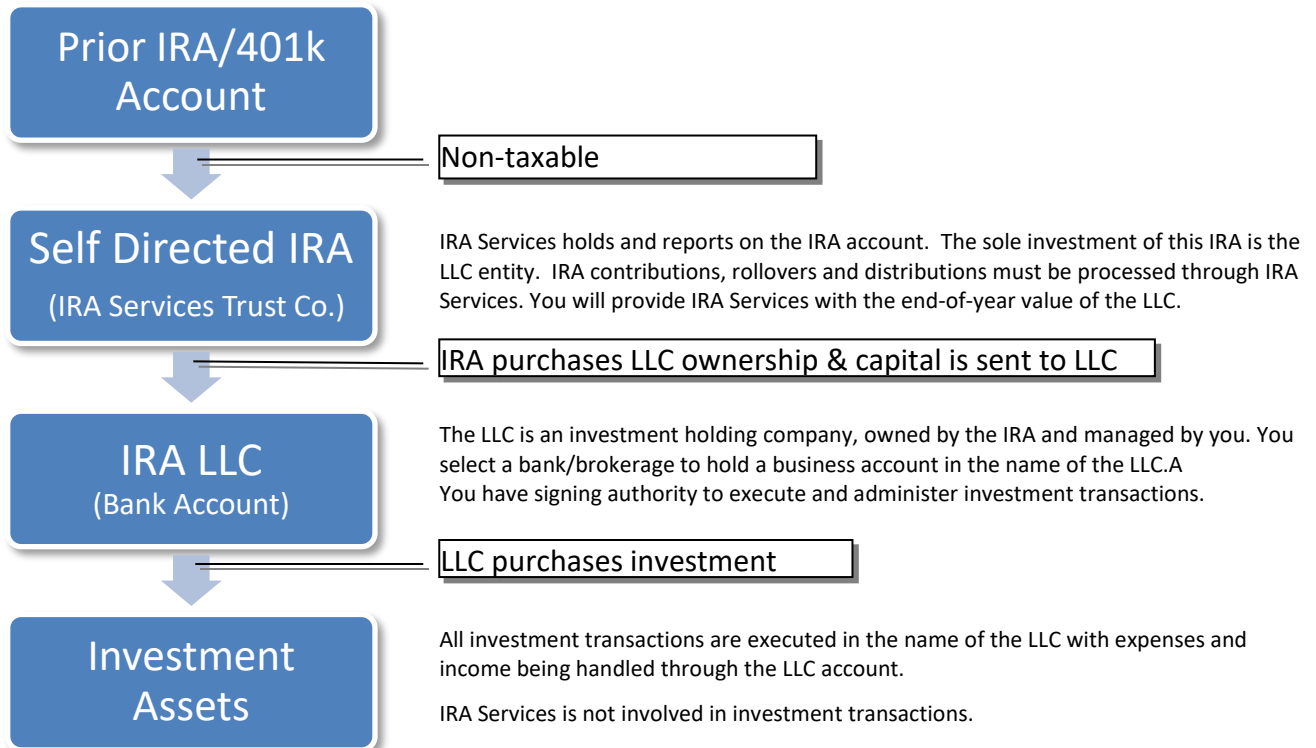 Prior IRA/401k
Account
Non-taxable
Self Directed IRA
(IRA Services Trust Co.)
IRA Services holds and reports on the IRA account.  The sole investment of this IRA is the
LLC entity.  IRA contributions, rollovers and distributions must be processed through IRA
Services. You will provide IRA Services with the end-of-year value of the LLC.
IRA purchases LLC ownership & capital is sent to LLC
IRA LLC
(Bank Account)
The LLC is an investment holding company, owned by the IRA and managed by you. You
select a bank/brokerage to hold a business account in the name of the LLC.A
You have signing authority to execute and administer investment transactions.
LLC purchases investment
Investment
Assets
All investment transactions are executed in the name of the LLC with expenses and
income being handled through the LLC account.
IRA Services is not involved in investment transactions.